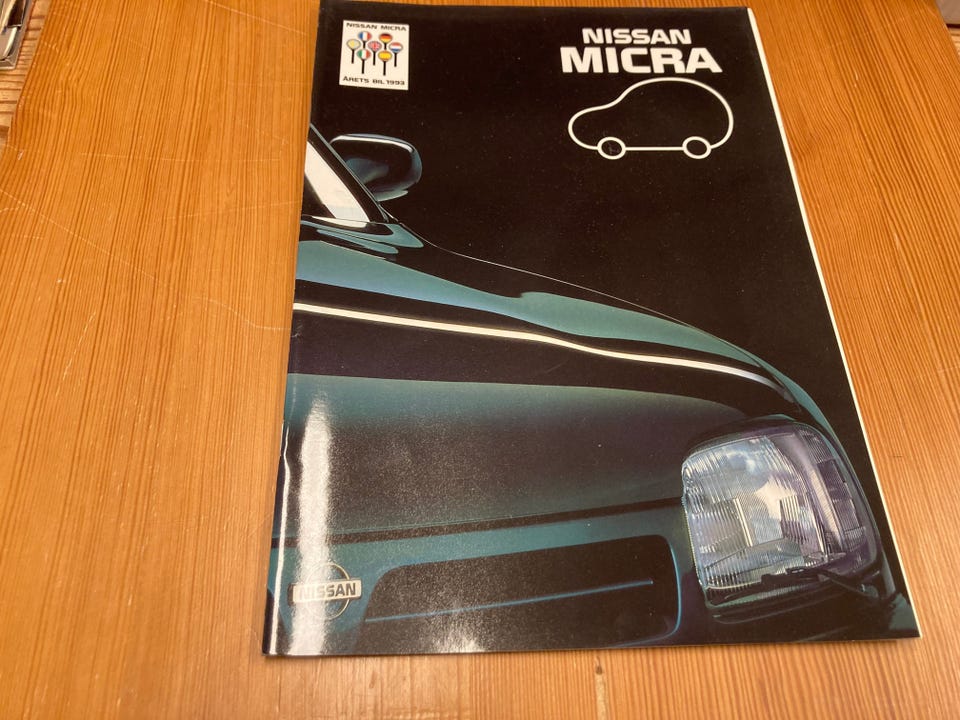 NISSAN MICRA
ÅRETS BIL 1993
NISSAN
MICRA
NISSAN